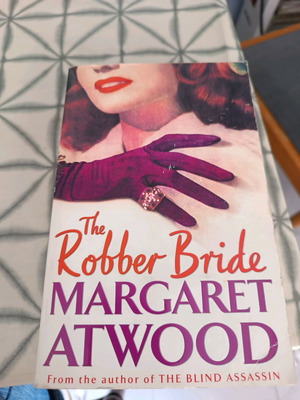 The
Robber Bride
MARGARET
ATWOOD
From the author of THE BLIND ASSASSIN